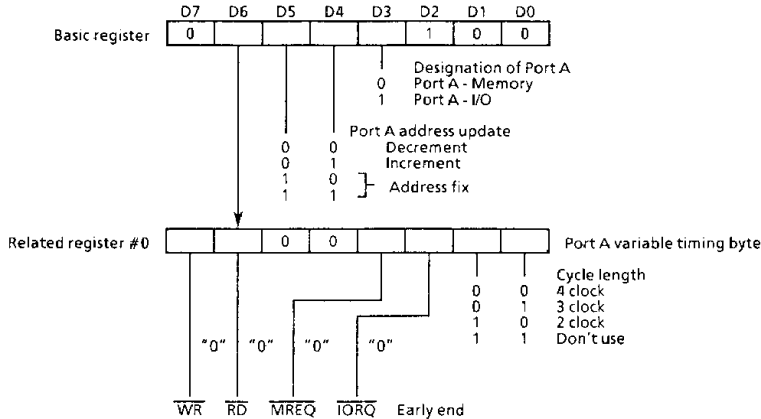 D7 D6 D5 D4 D3 D2 D1 D0
Basic register 0 1 0 0
Designation of Port A
0 Port A - Memory
1 Port A - I/O
Port A address update
0 0 Decrement
0 1 Increment
1 0
1 1
Address fix
Related register #0 0 0 Port A variable timing byte
Cycle length
0 0 4 clock
0 1 3 clock
1 0 2 clock
1 1 Don't use
"0" "0" "0" "0"
WR RD MREQ IORQ Early end